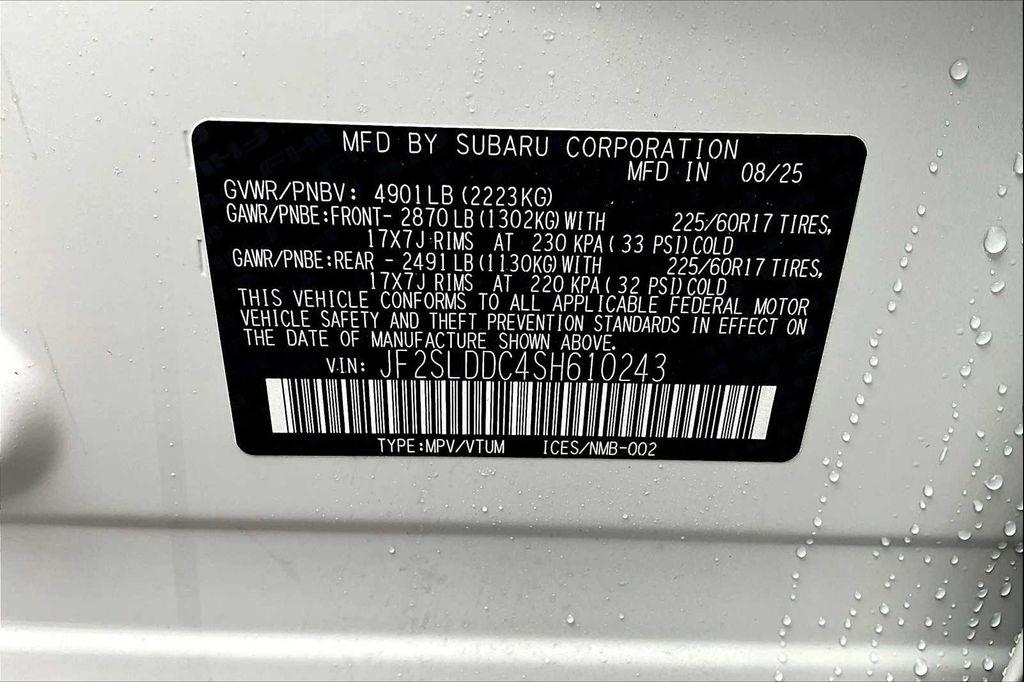 MFD BY SUBARU CORPORATION
MFD IN 08/25
GVWR/PNBV: 4901LB (2223KG)
GAWR/PNBE:FRONT- 2870LB (1302KG) WITH 225/60R17 TIRES,
17X7J RIMS AT 230 KPA ( 33 PSI) COLD
GAWR/PNBE:REAR - 2491LB (1130KG) WITH 225/60R17 TIRES,
17X7J RIMS AT 220 KPA ( 32 PSI) COLD
THIS VEHICLE CONFORMS TO ALL APPLICABLE FEDERAL MOTOR
VEHICLE SAFETY AND THEFT PREVENTION STANDARDS IN EFFECT ON
THE DATE OF MANUFACTURE SHOWN ABOVE.
VIN: JF2SLDDC4SH610243
TYPE:MPV/VTUM ICES/NMB-002